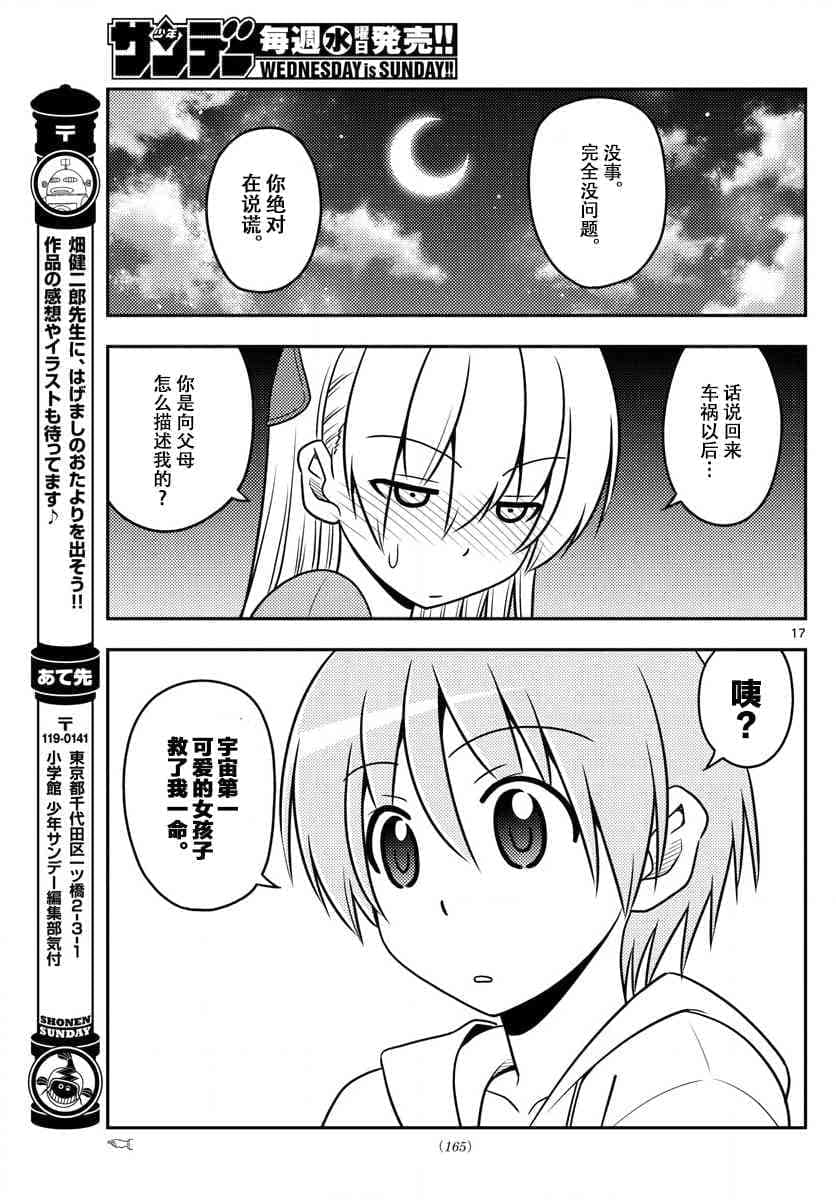 少年サンデー
毎週水曜日発売!!
WEDNESDAY is SUNDAY!!
没事。
完全没问题。
你绝对
在说谎。
话说回来
车祸以后…
你是向父母
怎么描述我的？
17
咦？
宇宙第一
可爱的女孩子
救了我一命。
〒
畑健二郎先生に、はげましのおたよりを出そう!!
作品の感想やイラストも待ってます♪
あて先
〒
119-0141
東京都千代田区一ツ橋2-3-1
小学館 少年サンデー編集部気付
SHONEN
SUNDAY
(165)